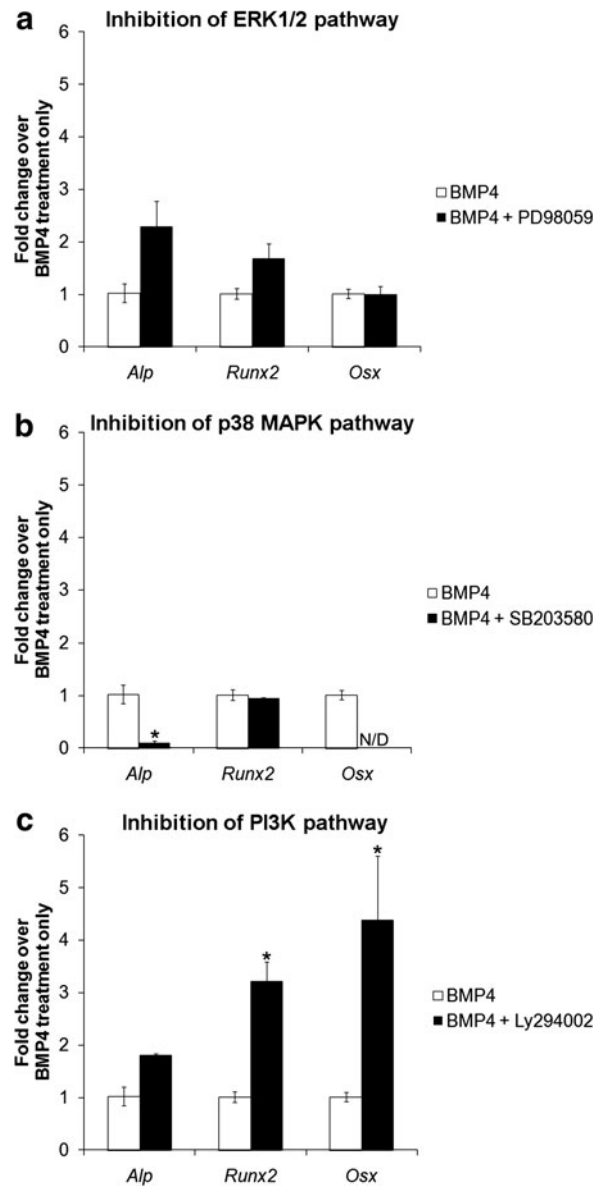 a Inhibition of ERK1/2 pathway
Fold change over
BMP4 treatment only
6
5
4
3
2
1
0
Alp Runx2 Osx
BMP4
BMP4 + PD98059
b Inhibition of p38 MAPK pathway
Fold change over
BMP4 treatment only
6
5
4
3
2
1
0
*
N/D
Alp Runx2 Osx
BMP4
BMP4 + SB203580
c Inhibition of PI3K pathway
Fold change over
BMP4 treatment only
6
5
4
3
2
1
0
*
*
Alp Runx2 Osx
BMP4
BMP4 + Ly294002